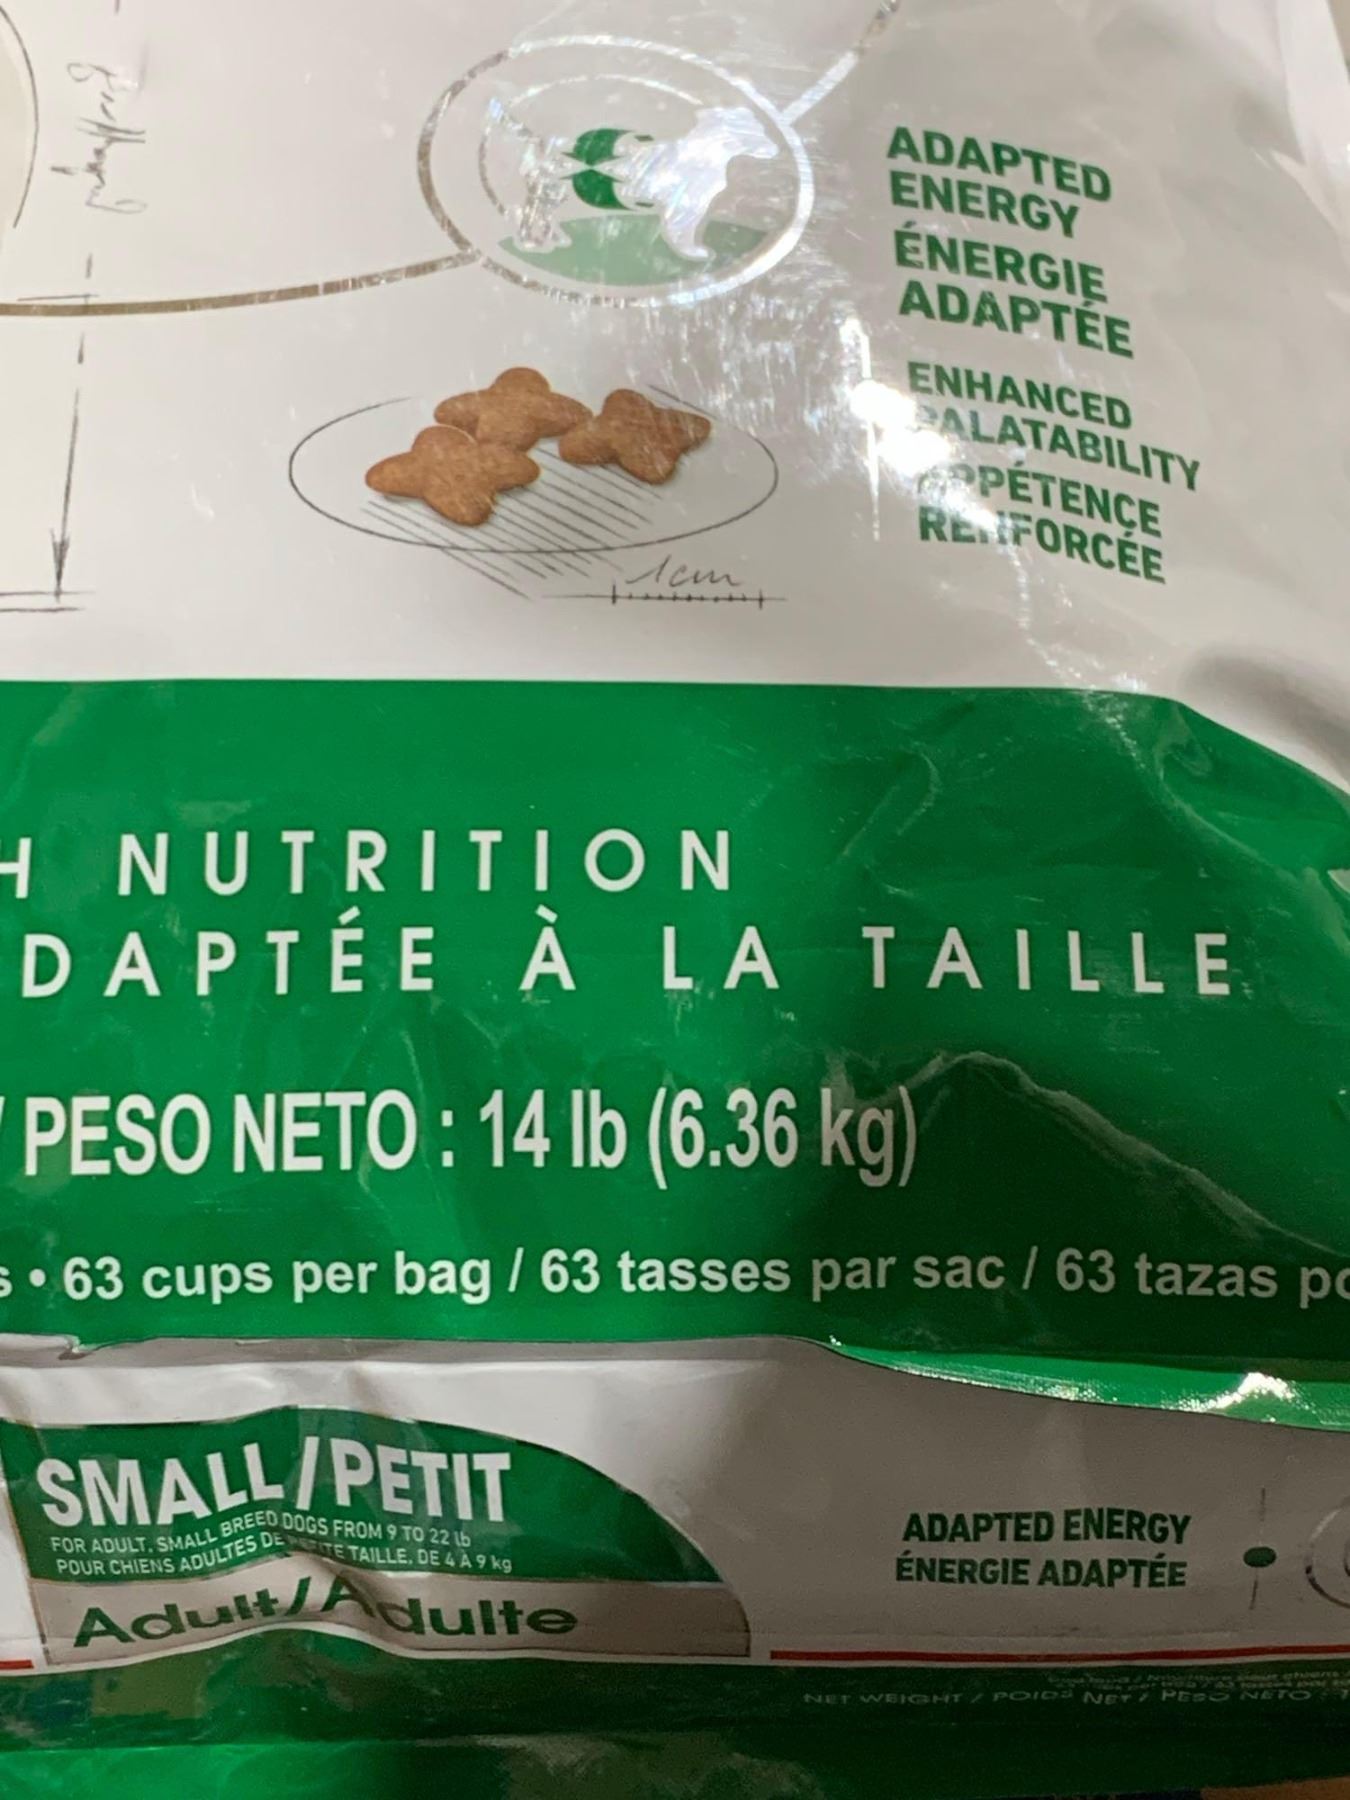 ADAPTED
ENERGY
ÉNERGIE
ADAPTÉE
ENHANCED
PALATABILITY
APPÉTENCE
RENFORCÉE
1cm
H NUTRITION
DAPTÉE À LA TAILLE
/ PESO NETO : 14 lb (6.36 kg)
s • 63 cups per bag / 63 tasses par sac / 63 tazas po
SMALL/PETIT
FOR ADULT, SMALL BREED DOGS FROM 9 TO 22 lb
POUR CHIENS ADULTES DE PETITE TAILLE, DE 4 À 9 kg
Adult/Adulte
ADAPTED ENERGY
ÉNERGIE ADAPTÉE
NET WEIGHT / POIDS NET / PESO NETO